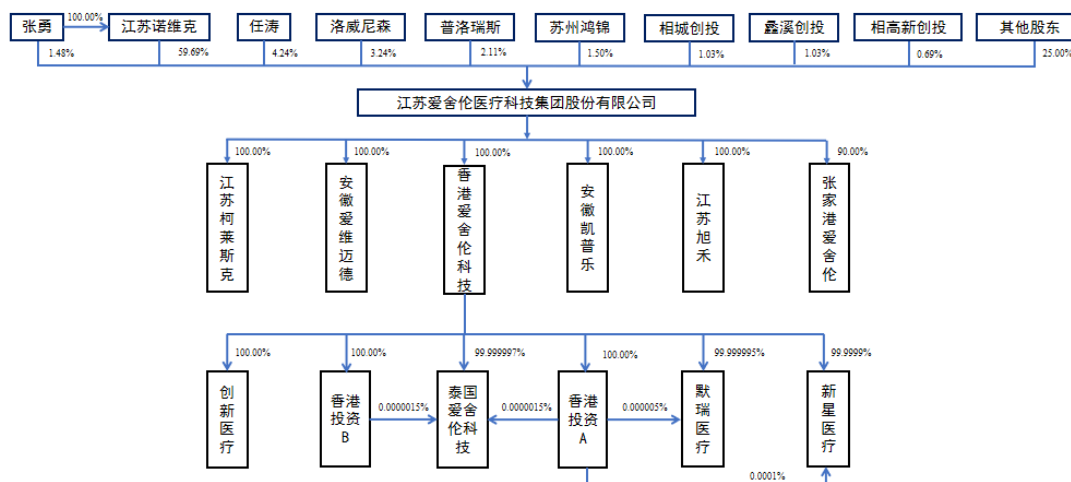 张勇
100.00%
江苏诺维克
任涛
洛威尼森
普洛瑞斯
苏州鸿锦
相城创投
蠡溪创投
相高新创投
其他股东
1.48%
59.69%
4.24%
3.24%
2.11%
1.50%
1.03%
1.03%
0.69%
25.00%
江苏爱舍伦医疗科技集团股份有限公司
100.00%
100.00%
100.00%
100.00%
100.00%
90.00%
江苏柯莱斯克
安徽爱维迈德
香港爱舍伦科技
安徽凯普乐
江苏旭禾
张家港爱舍伦
100.00%
100.00%
99.999997%
100.00%
99.999995%
99.9999%
创新医疗
香港
投资
B
0.0000015%
泰国
爱舍
伦科
技
0.0000015%
香港
投资
A
0.000005%
默瑞医疗
新星医疗
0.0001%